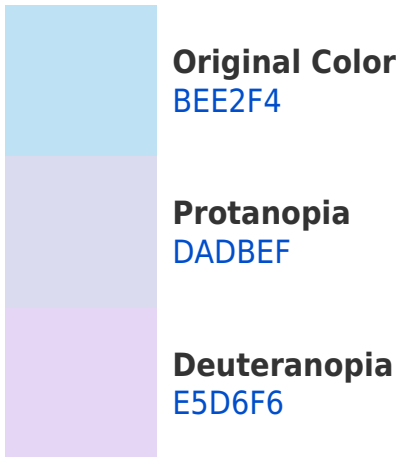 Original Color
BEE2F4
Protanopia
DADBEF
Deuteranopia
E5D6F6